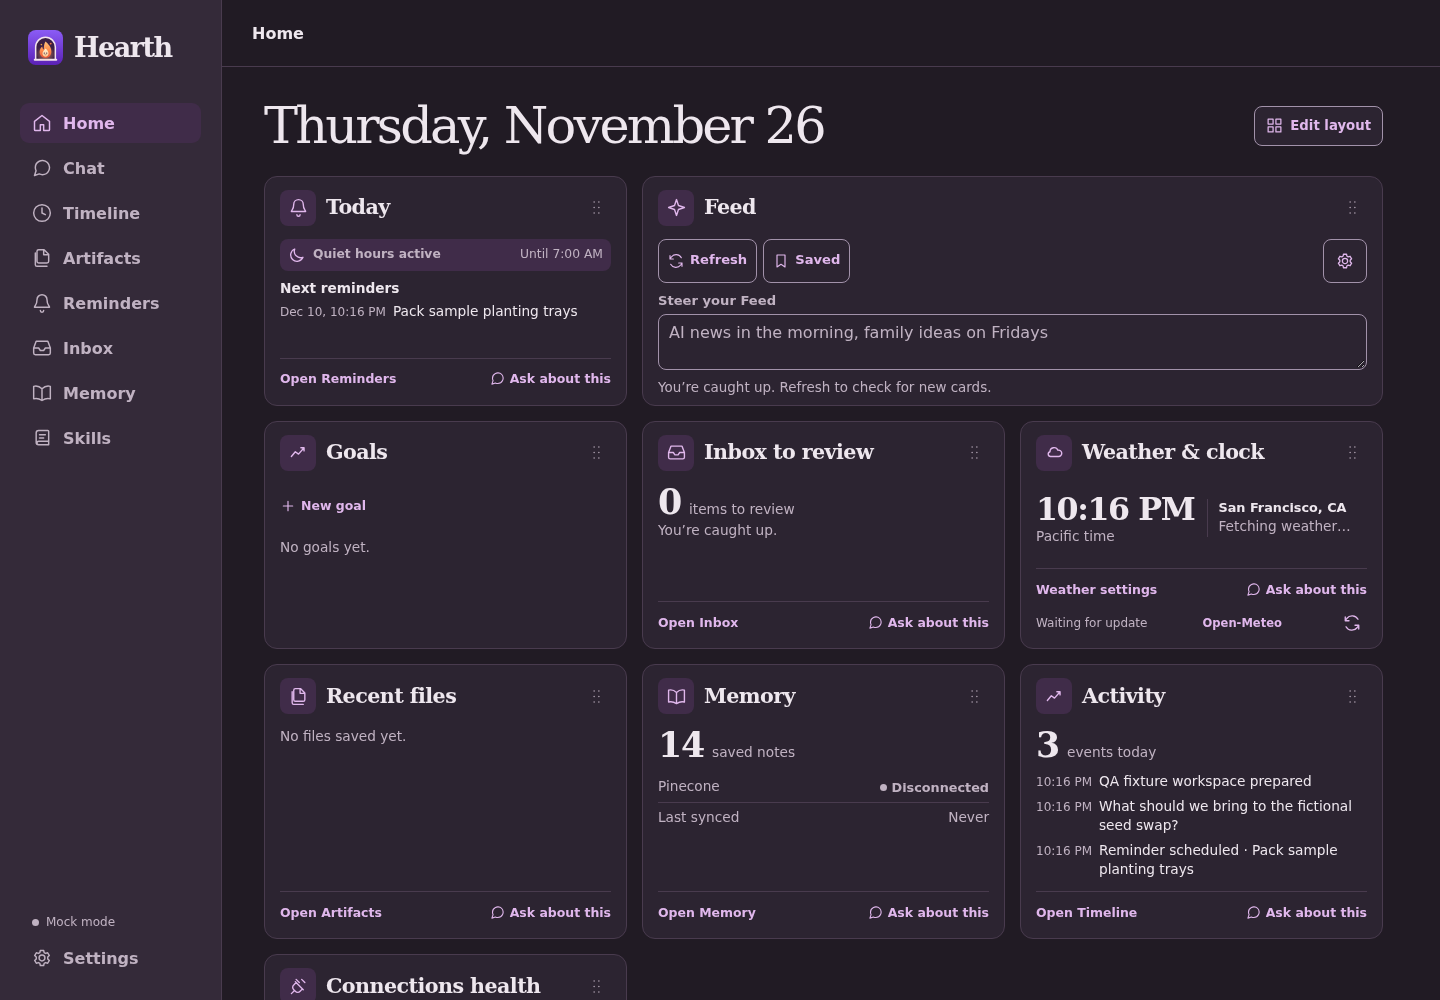 Hearth
Home
Chat
Timeline
Artifacts
Reminders
Inbox
Memory
Skills
Mock mode
Settings
Home
Thursday, November 26
Edit layout
Today
Quiet hours active
Until 7:00 AM
Next reminders
Dec 10, 10:16 PM Pack sample planting trays
Open Reminders
Ask about this
Feed
Refresh
Saved
Steer your Feed
AI news in the morning, family ideas on Fridays
You’re caught up. Refresh to check for new cards.
Goals
New goal
No goals yet.
Inbox to review
0 items to review
You’re caught up.
Open Inbox
Ask about this
Weather & clock
10:16 PM
Pacific time
San Francisco, CA
Fetching weather…
Weather settings
Ask about this
Waiting for update
Open-Meteo
Recent files
No files saved yet.
Open Artifacts
Ask about this
Memory
14 saved notes
Pinecone
Disconnected
Last synced
Never
Open Memory
Ask about this
Activity
3 events today
10:16 PM QA fixture workspace prepared
10:16 PM What should we bring to the fictional
seed swap?
10:16 PM Reminder scheduled · Pack sample
planting trays
Open Timeline
Ask about this
Connections health